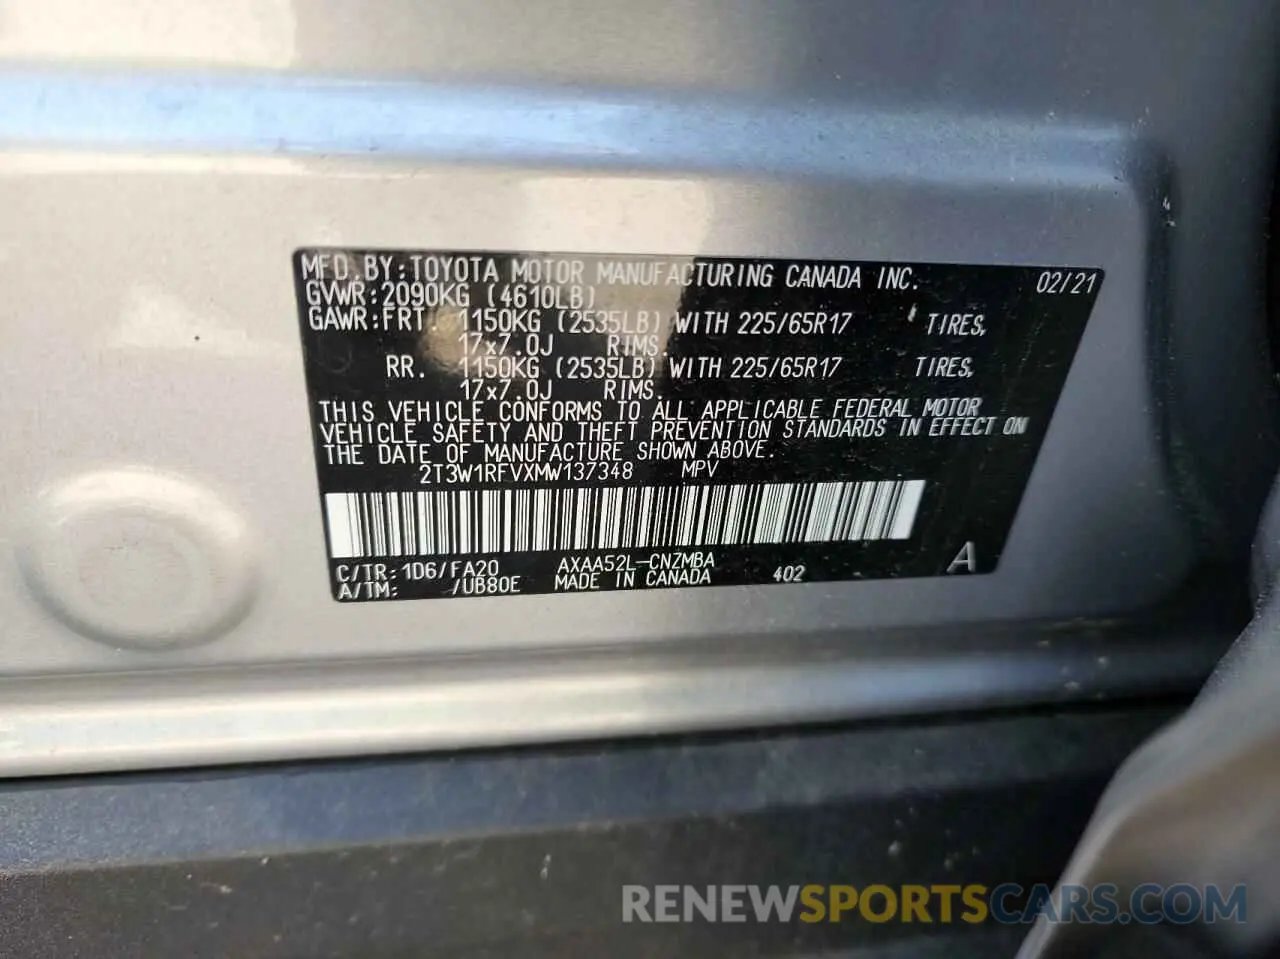 MFD.BY:TOYOTA MOTOR MANUFACTURING CANADA INC. 02/21
GVWR:2090KG (4610LB)
GAWR:FRT 1150KG (2535LB) WITH 225/65R17 TIRES,
17x7.0J RIMS.
RR. 1150KG (2535LB) WITH 225/65R17 TIRES,
17x7.0J RIMS.
THIS VEHICLE CONFORMS TO ALL APPLICABLE FEDERAL MOTOR
VEHICLE SAFETY AND THEFT PREVENTION STANDARDS IN EFFECT ON
THE DATE OF MANUFACTURE SHOWN ABOVE.
2T3W1RFVXMW137348 MPV
C/TR: 1D6/FA20 AXAA52L-CNZMBA
A/TM: /UB80E MADE IN CANADA 402 A
RENEWSPORTSCARS.COM